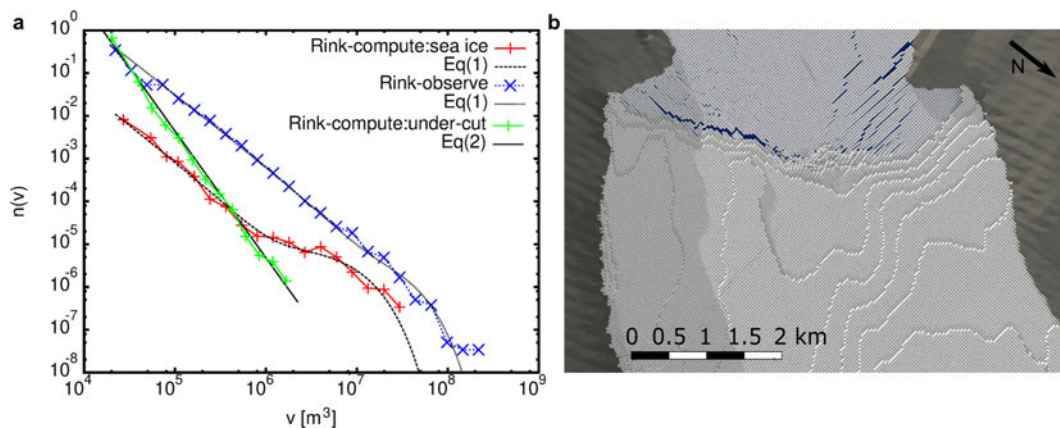 a
b
10^0
10^-1
10^-2
10^-3
10^-4
10^-5
10^-6
10^-7
10^-8
n(v)
Rink-compute:sea ice
Eq(1)
Rink-observe
Eq(1)
Rink-compute:under-cut
Eq(2)
10^4 10^5 10^6 10^7 10^8 10^9
v [m^3]
N
0 0.5 1 1.5 2 km